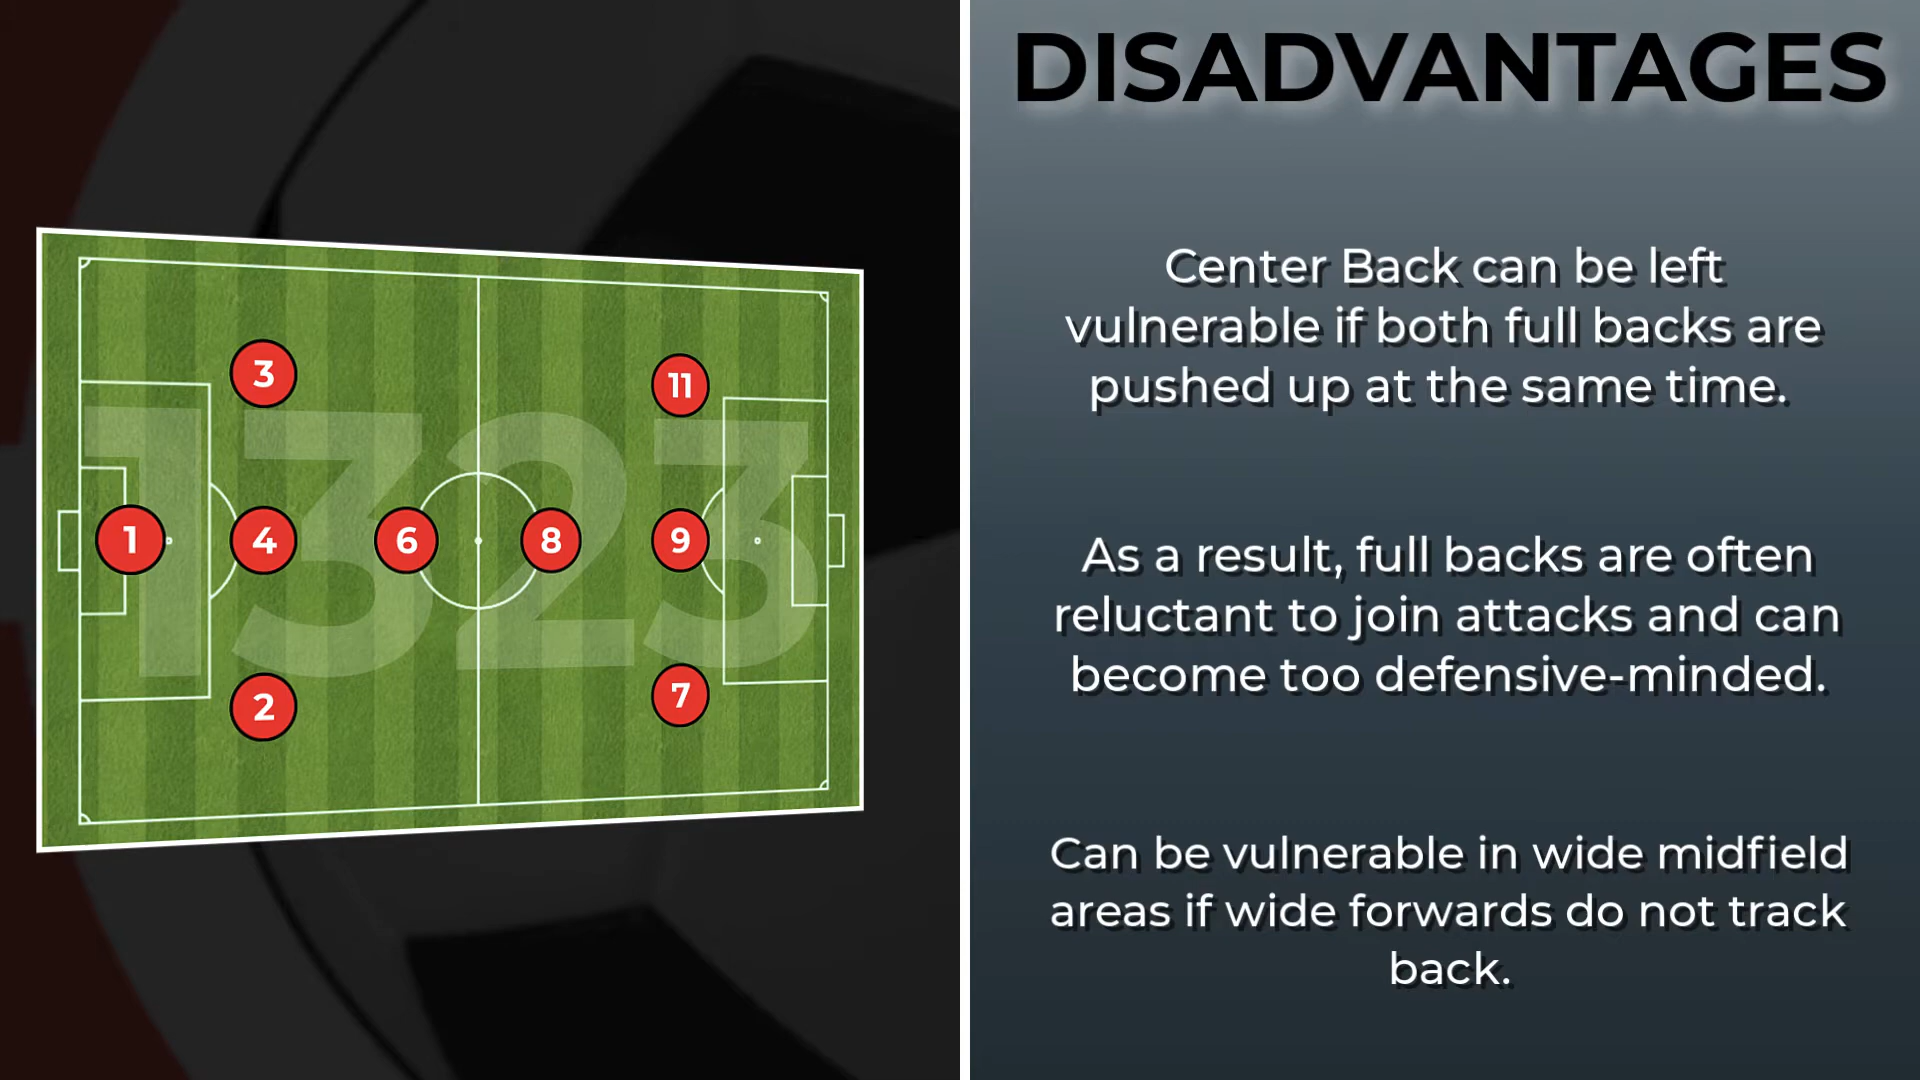 DISADVANTAGES
Center Back can be left
vulnerable if both full backs are
pushed up at the same time.
As a result, full backs are often
reluctant to join attacks and can
become too defensive-minded.
Can be vulnerable in wide midfield
areas if wide forwards do not track
back.
1323
3
11
1
4
6
8
9
2
7